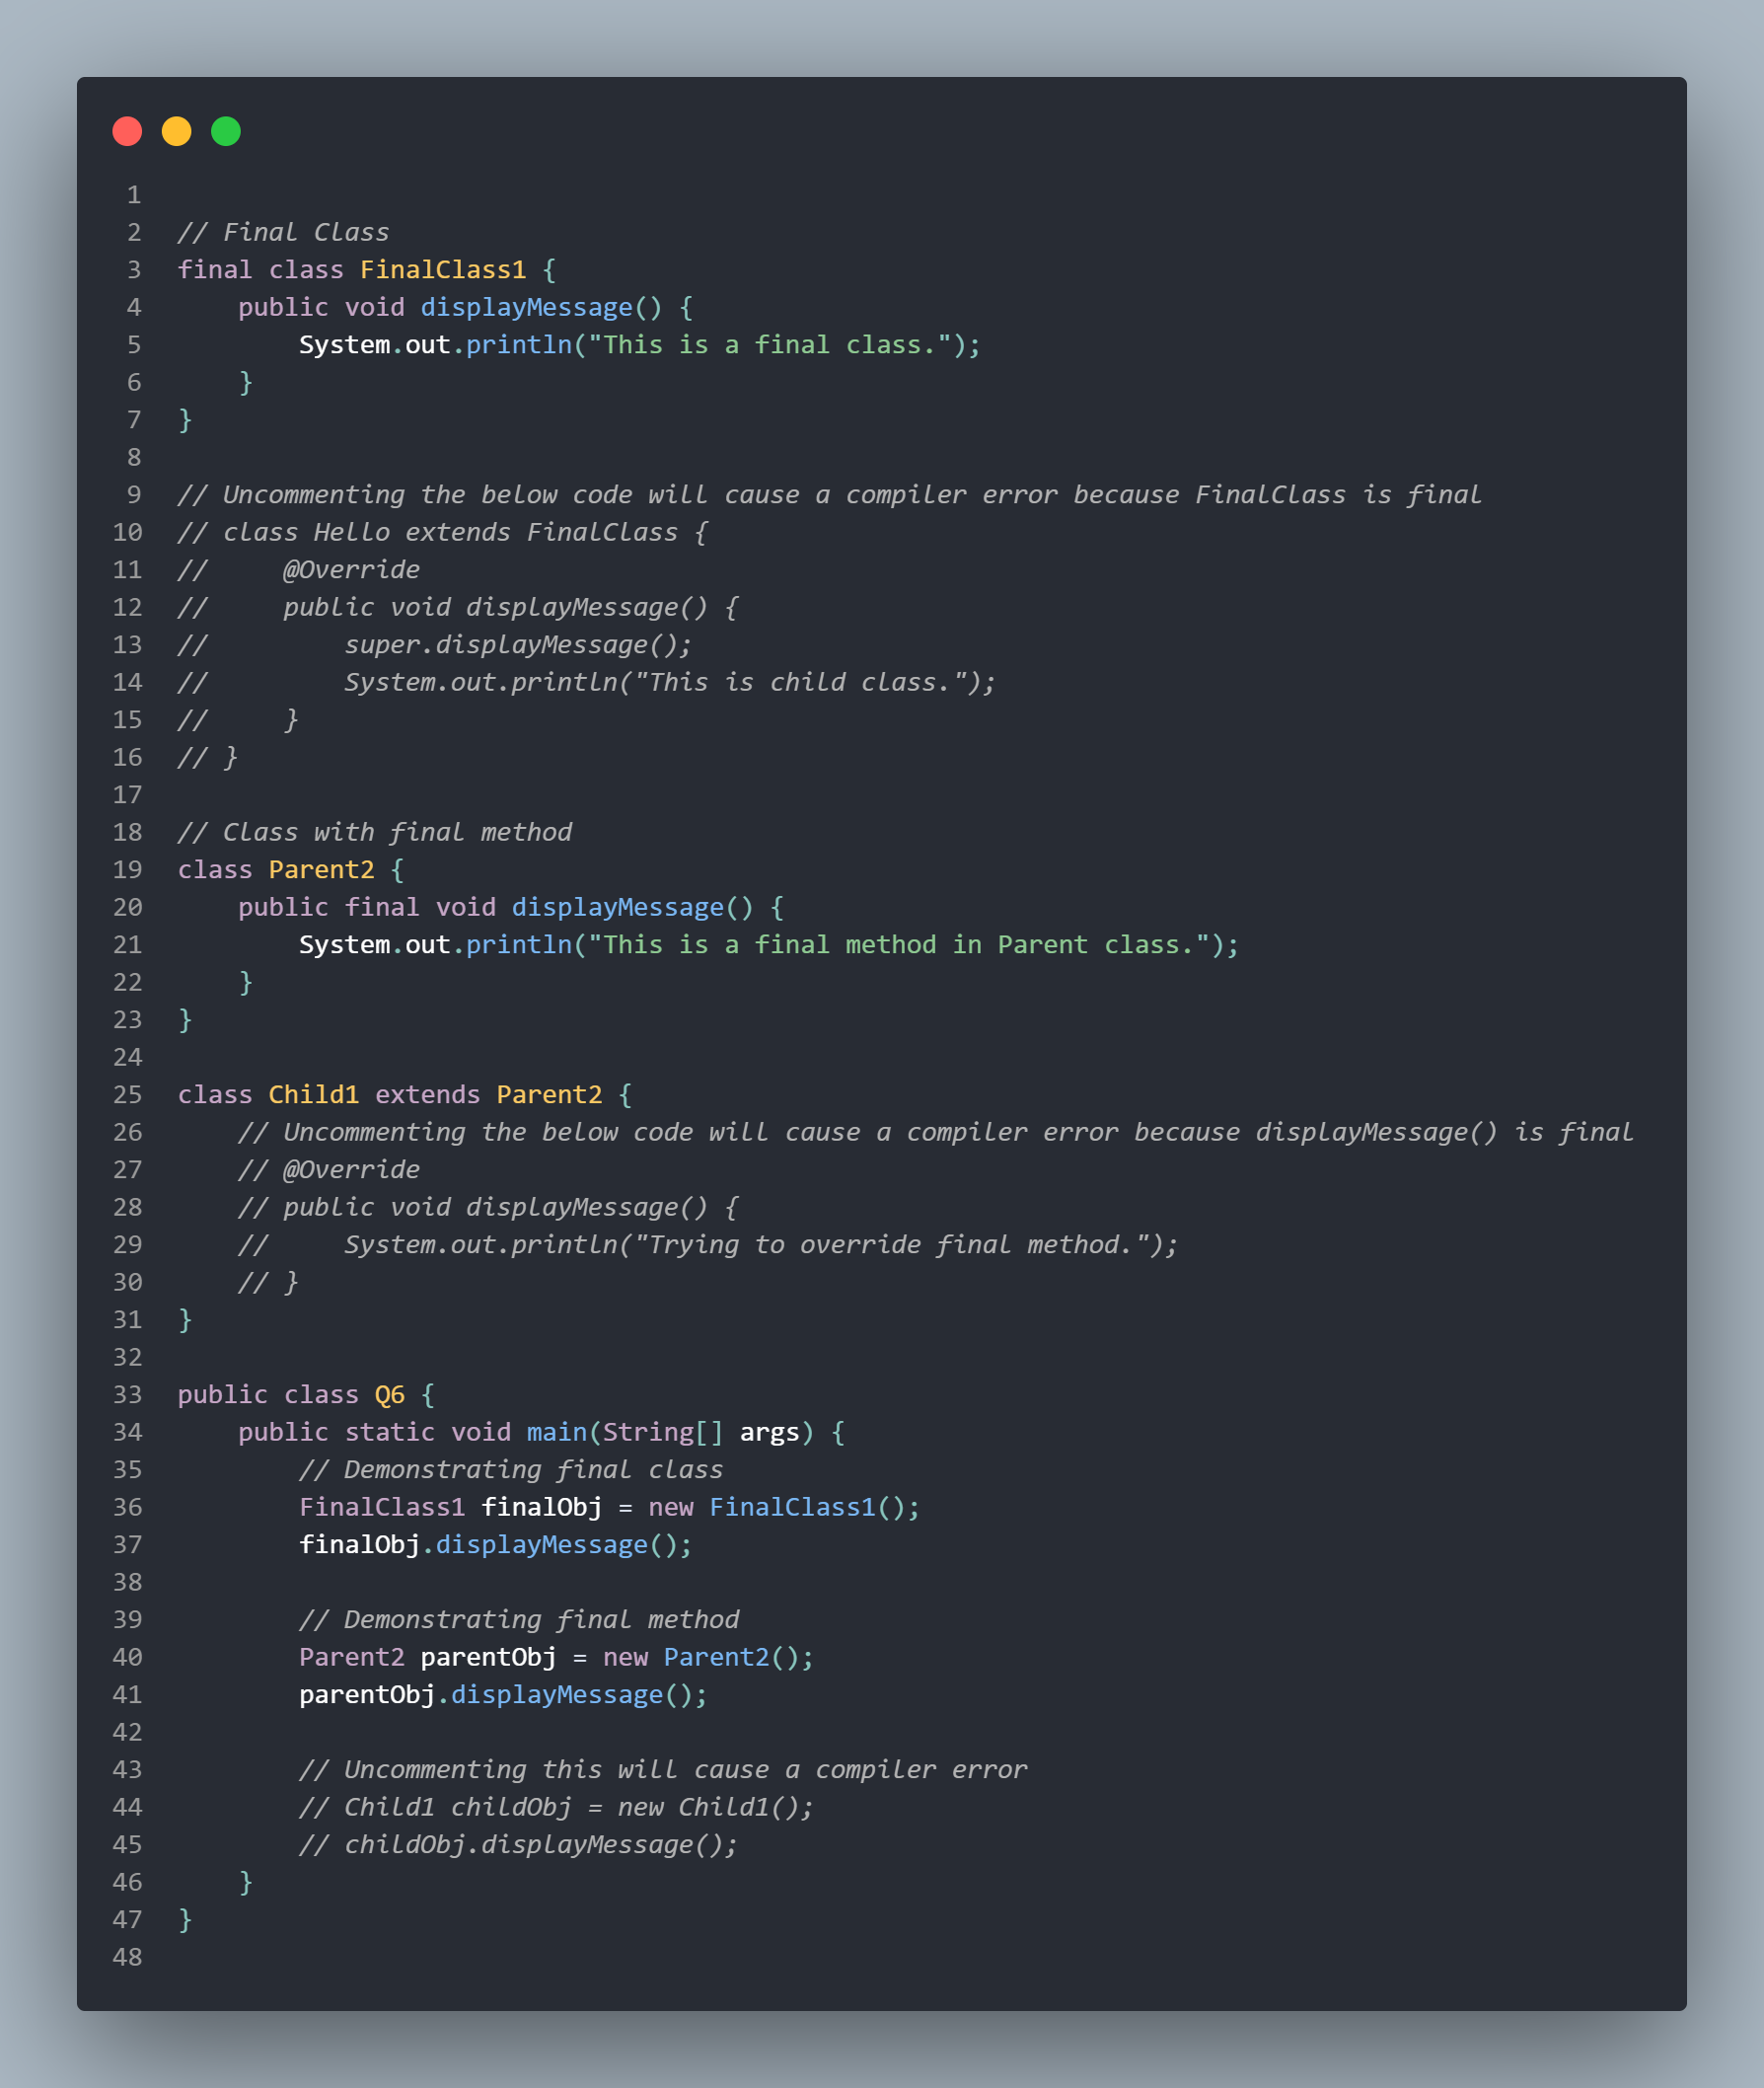 1
2 // Final Class
3 final class FinalClass1 {
4     public void displayMessage() {
5         System.out.println("This is a final class.");
6     }
7 }
8
9 // Uncommenting the below code will cause a compiler error because FinalClass is final
10 // class Hello extends FinalClass {
11 //     @Override
12 //     public void displayMessage() {
13 //         super.displayMessage();
14 //         System.out.println("This is child class.");
15 //     }
16 // }
17
18 // Class with final method
19 class Parent2 {
20     public final void displayMessage() {
21         System.out.println("This is a final method in Parent class.");
22     }
23 }
24
25 class Child1 extends Parent2 {
26     // Uncommenting the below code will cause a compiler error because displayMessage() is final
27     // @Override
28     // public void displayMessage() {
29     //     System.out.println("Trying to override final method.");
30     // }
31 }
32
33 public class Q6 {
34     public static void main(String[] args) {
35         // Demonstrating final class
36         FinalClass1 finalObj = new FinalClass1();
37         finalObj.displayMessage();
38
39         // Demonstrating final method
40         Parent2 parentObj = new Parent2();
41         parentObj.displayMessage();
42
43         // Uncommenting this will cause a compiler error
44         // Child1 childObj = new Child1();
45         // childObj.displayMessage();
46     }
47 }
48